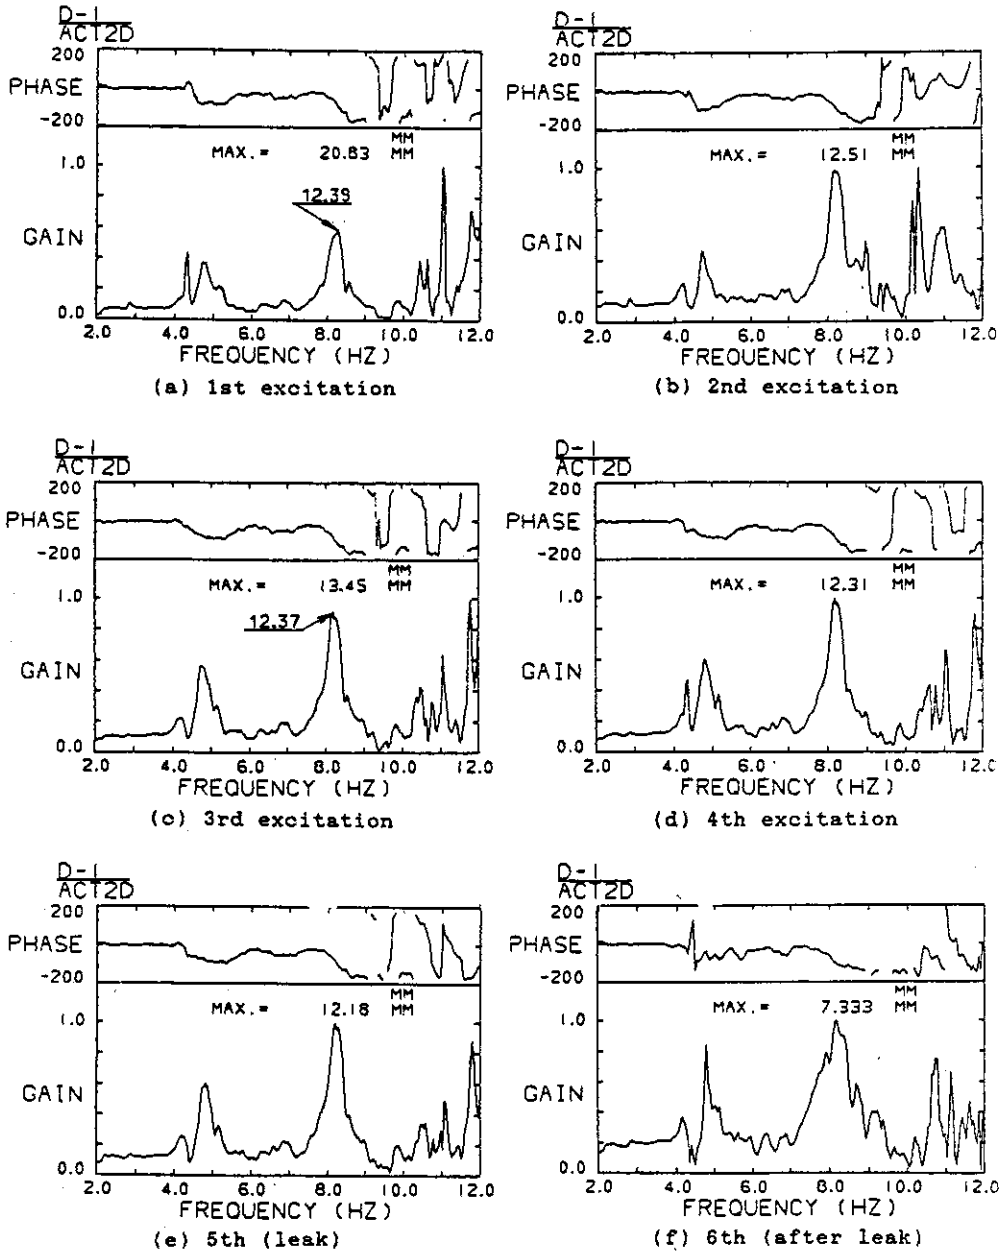 D-1
ACT2D
200
PHASE
-200
MAX. = 20.83 MM
MM
1.0
12.39
GAIN
0.0
2.0 4.0 6.0 8.0 10.0 12.0
FREQUENCY (HZ)
(a) 1st excitation
D-1
ACT2D
200
PHASE
-200
MAX. = 12.51 MM
MM
1.0
GAIN
0.0
2.0 4.0 6.0 8.0 10.0 12.0
FREQUENCY (HZ)
(b) 2nd excitation
D-1
ACT2D
200
PHASE
-200
MAX. = 13.45 MM
MM
1.0
12.37
GAIN
0.0
2.0 4.0 6.0 8.0 10.0 12.0
FREQUENCY (HZ)
(c) 3rd excitation
D-1
ACT2D
200
PHASE
-200
MAX. = 12.31 MM
MM
1.0
GAIN
0.0
2.0 4.0 6.0 8.0 10.0 12.0
FREQUENCY (HZ)
(d) 4th excitation
D-1
ACT2D
200
PHASE
-200
MAX. = 12.18 MM
MM
1.0
GAIN
0.0
2.0 4.0 6.0 8.0 10.0 12.0
FREQUENCY (HZ)
(e) 5th (leak)
D-1
ACT2D
200
PHASE
-200
MAX. = 7.333 MM
MM
1.0
GAIN
0.0
2.0 4.0 6.0 8.0 10.0 12.0
FREQUENCY (HZ)
(f) 6th (after leak)